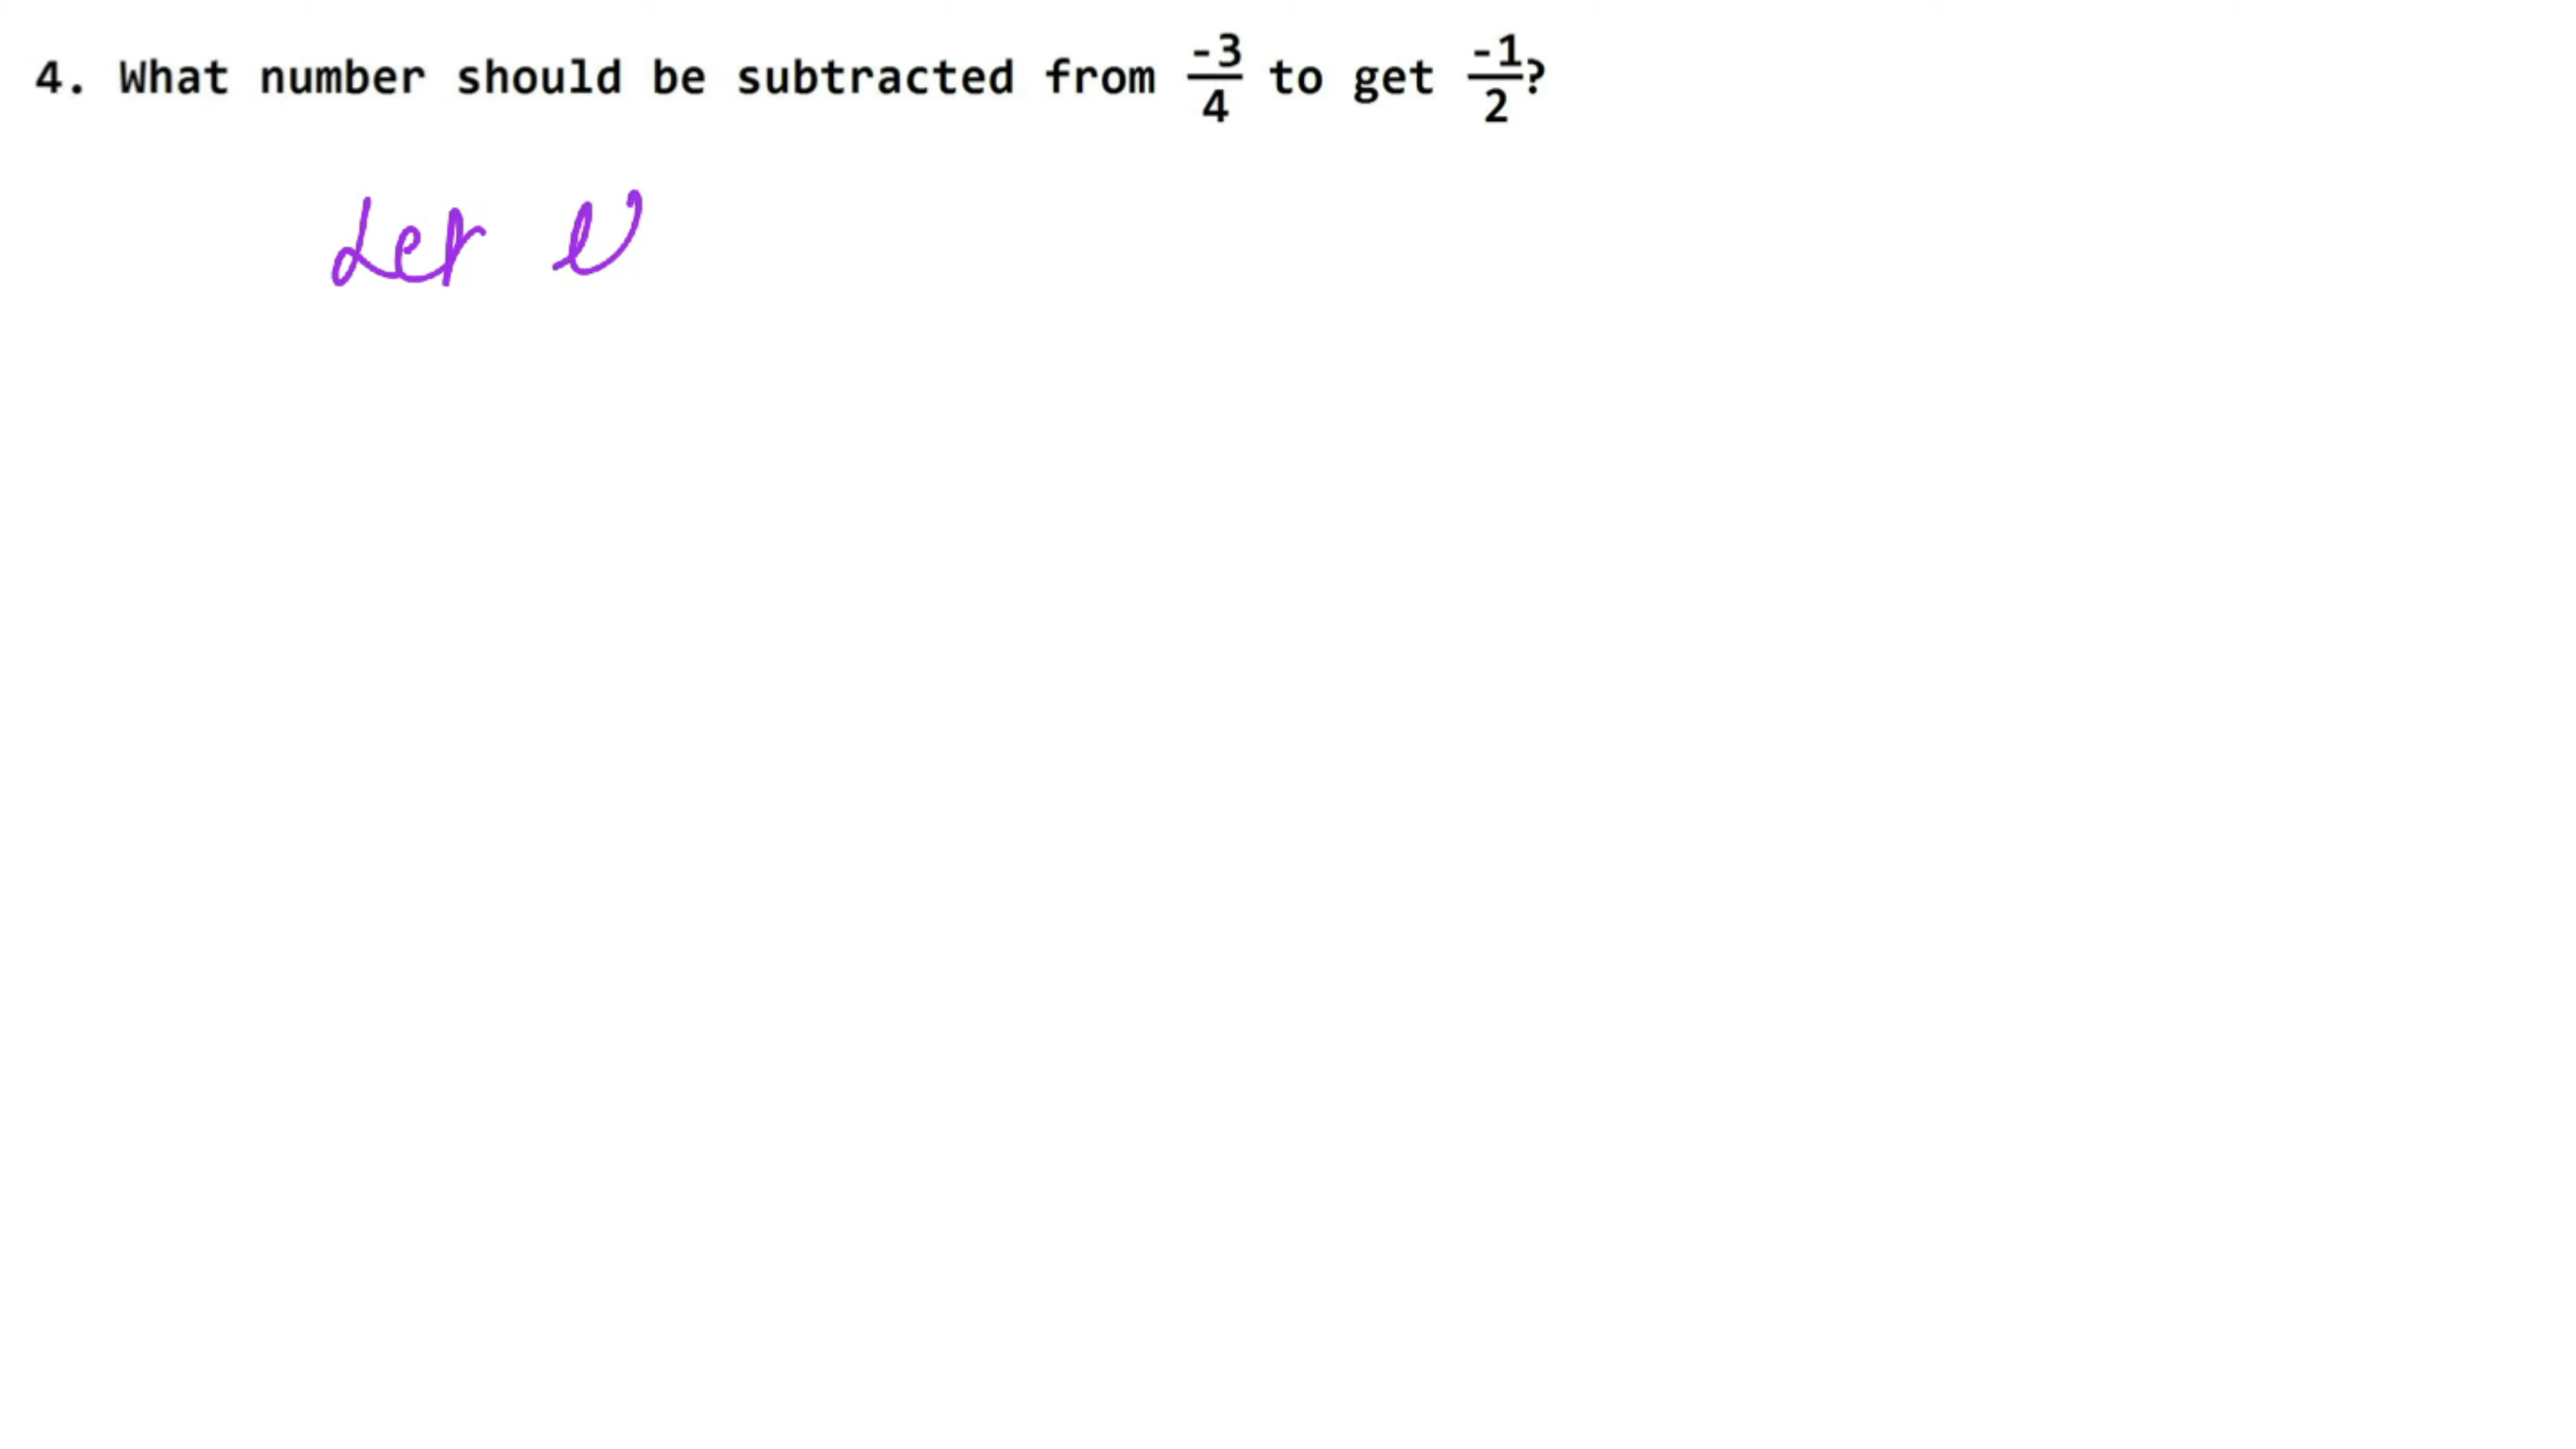 4. What number should be subtracted from -3/4 to get -1/2?
Let